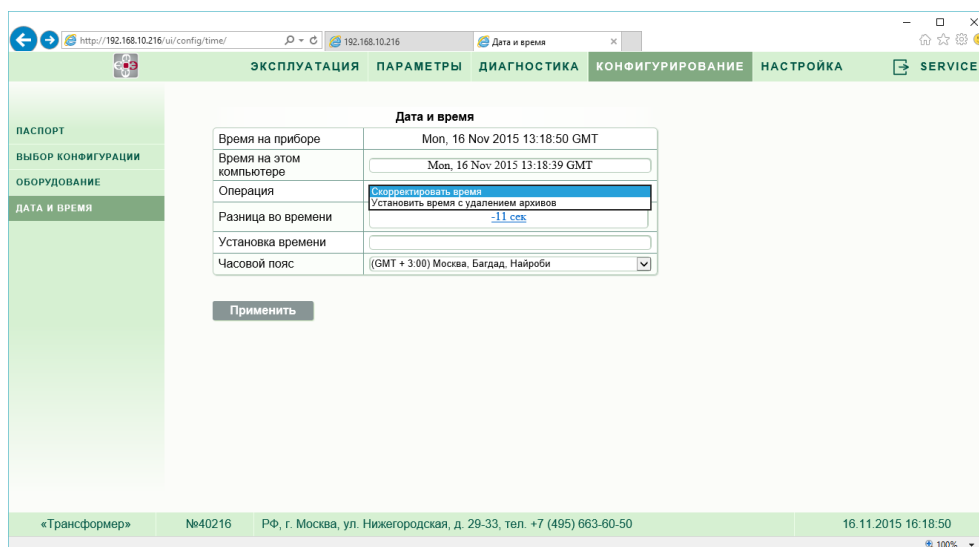 http://192.168.10.216/ui/config/time/
192.168.10.216
Дата и время
ЭКСПЛУАТАЦИЯ ПАРАМЕТРЫ ДИАГНОСТИКА КОНФИГУРИРОВАНИЕ НАСТРОЙКА SERVICE
ПАСПОРТ
ВЫБОР КОНФИГУРАЦИИ
ОБОРУДОВАНИЕ
ДАТА И ВРЕМЯ
Дата и время
Время на приборе Mon, 16 Nov 2015 13:18:50 GMT
Время на этом
компьютере
Mon, 16 Nov 2015 13:18:39 GMT
Операция
Скорректировать время
Установить время с удалением архивов
Разница во времени -11 сек
Установка времени
Часовой пояс (GMT + 3:00) Москва, Багдад, Найроби
Применить
«Трансформер» №40216 РФ, г. Москва, ул. Нижегородская, д. 29-33, тел. +7 (495) 663-60-50 16.11.2015 16:18:50
100%